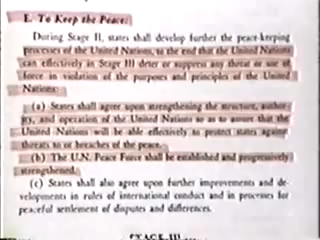 E. To Keep the Peace:
During Stage II, states shall develop further the peace-keeping
processes of the United Nations, to the end that the United Nations
can effectively in Stage III deter or suppress any threat or use of
force in violation of the purposes and principles of the United
Nations:
(a) States shall agree upon strengthening the structure, author-
ity, and operation of the United Nations so as to assure that the
United Nations will be able effectively to protect states against
threats to or breaches of the peace.
(b) The U.N. Peace Force shall be established and progressively
strengthened.
(c) States shall also agree upon further improvements and de-
velopments in rules of international conduct and in processes for
peaceful settlement of disputes and differences.
STAGE III